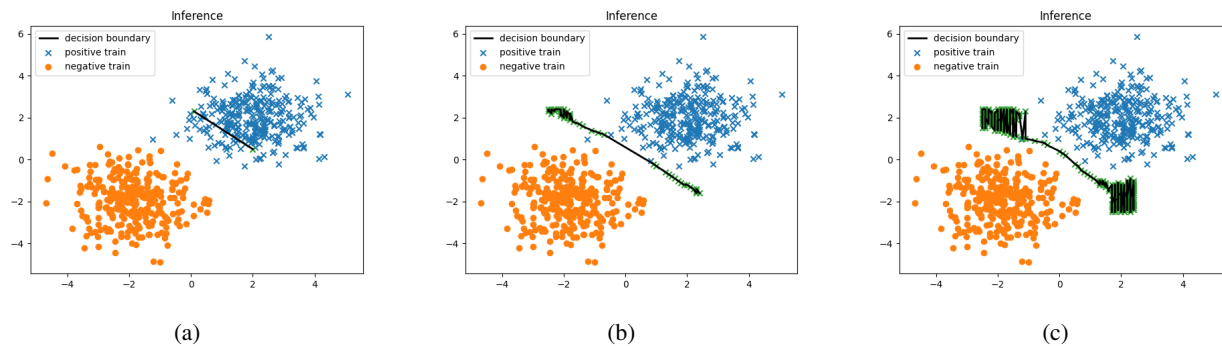 Inference
decision boundary
positive train
negative train
6
4
2
0
−2
−4
−4 −2 0 2 4
(a)
Inference
decision boundary
positive train
negative train
6
4
2
0
−2
−4
−4 −2 0 2 4
(b)
Inference
decision boundary
positive train
negative train
6
4
2
0
−2
−4
−4 −2 0 2 4
(c)